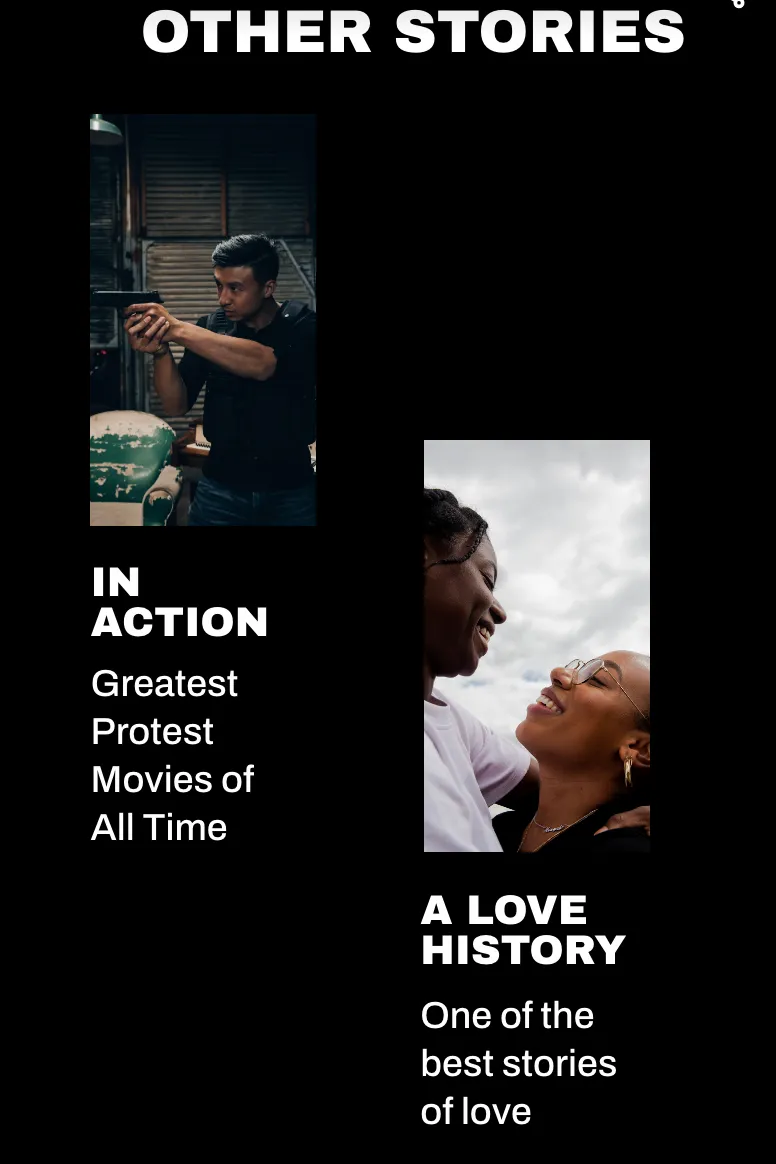 OTHER STORIES
IN
ACTION
Greatest
Protest
Movies of
All Time
A LOVE
HISTORY
One of the
best stories
of love